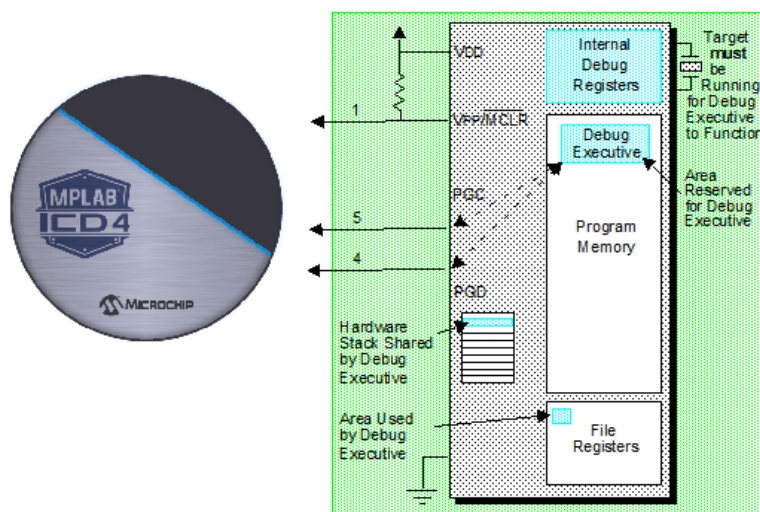 MPLAB
ICD 4
MICROCHIP
VDD
1
VPP/MCLR
PGC
5
4
PGD
Hardware
Stack Shared
by Debug
Executive
Area Used
by Debug
Executive
Internal
Debug
Registers
Debug
Executive
Program
Memory
File
Registers
Target
must
be
Running
for Debug
Executive
to Function
Area
Reserved
for Debug
Executive